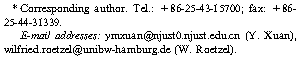 * Corresponding author. Tel.: +86-25-43-15700; fax: +86-
25-44-31339.
E-mail addresses: ymxuan@njust0.njust.edu.cn (Y. Xuan),
wilfried.roetzel@unibw-hamburg.de (W. Roetzel).